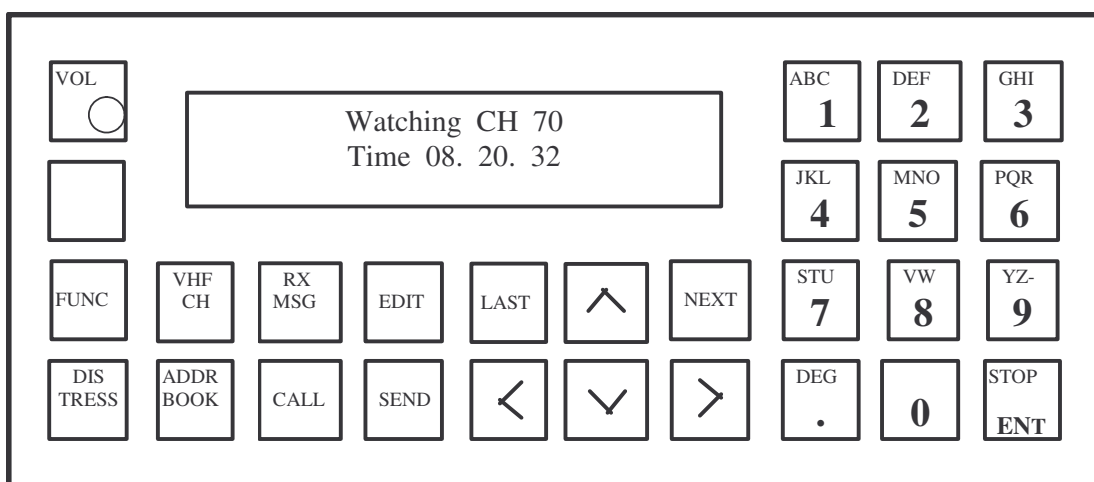 VOL
Watching CH 70
Time 08. 20. 32
ABC
1
DEF
2
GHI
3
JKL
4
MNO
5
PQR
6
FUNC
VHF
CH
RX
MSG
EDIT
LAST
NEXT
STU
7
VW
8
YZ-
9
DIS
TRESS
ADDR
BOOK
CALL
SEND
DEG
.
0
STOP
ENT